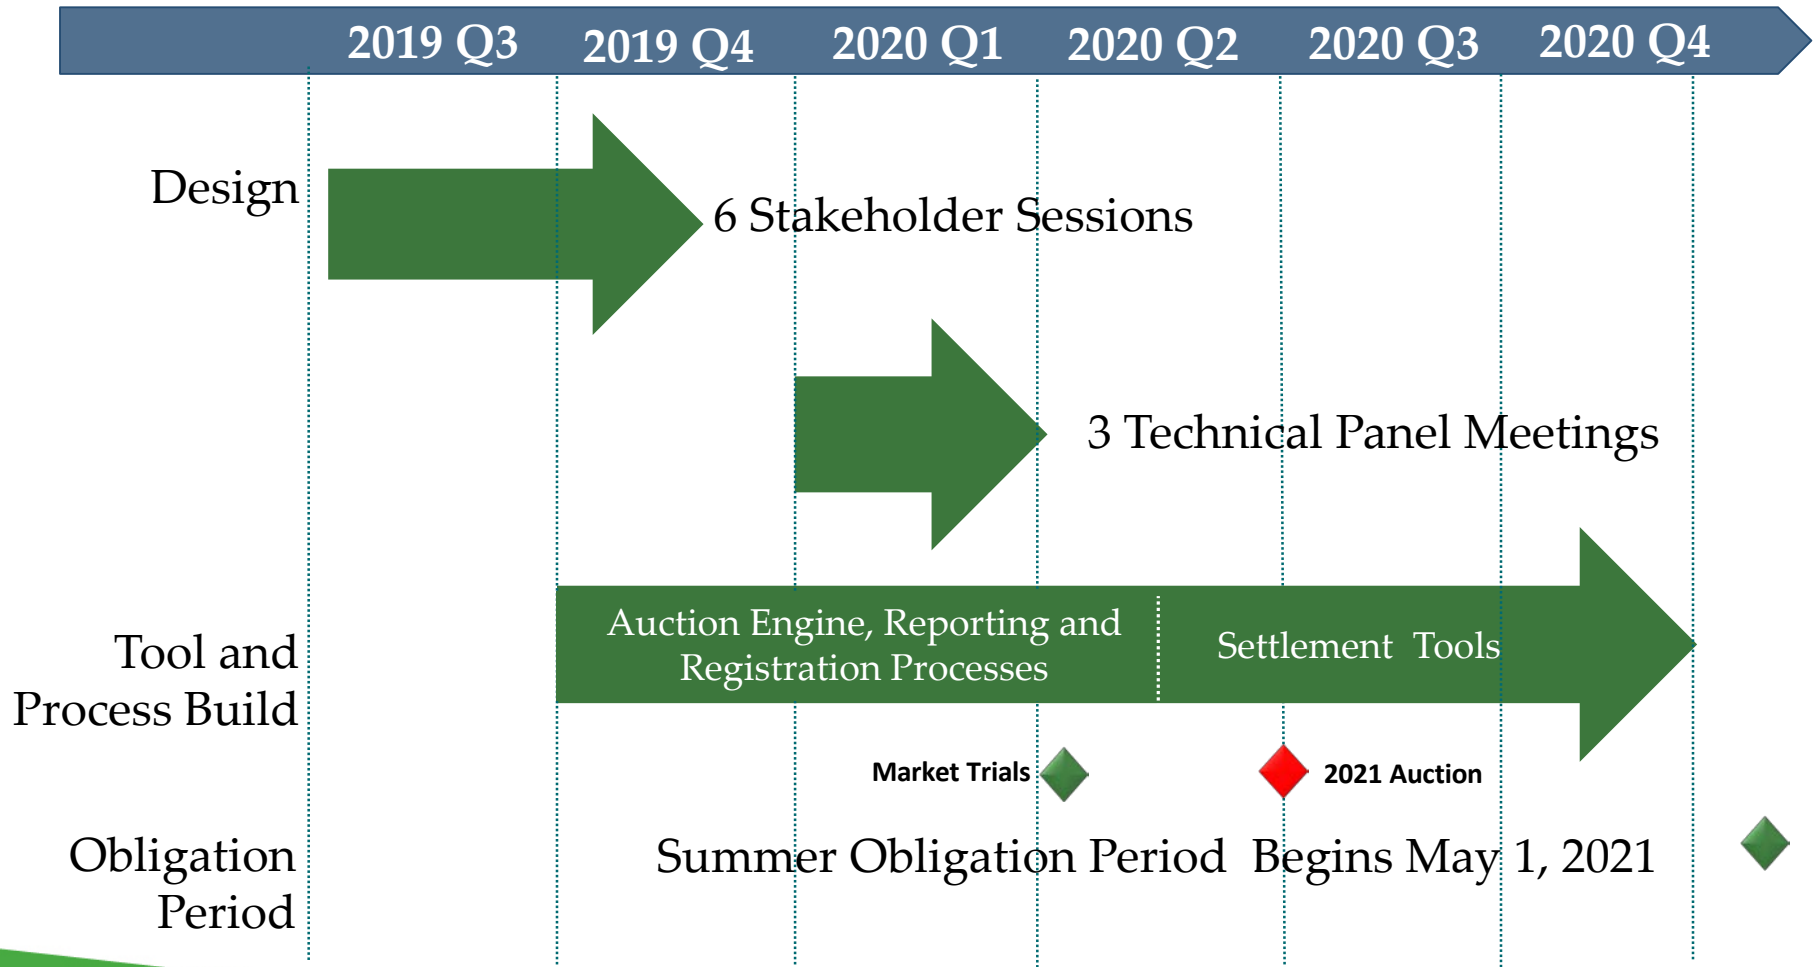 2019 Q3
2019 Q4
2020 Q1
2020 Q2
2020 Q3
2020 Q4
Design
6 Stakeholder Sessions
3 Technical Panel Meetings
Tool and
Process Build
Auction Engine, Reporting and
Registration Processes
Settlement Tools
Market Trials
2021 Auction
Obligation
Period
Summer Obligation Period Begins May 1, 2021